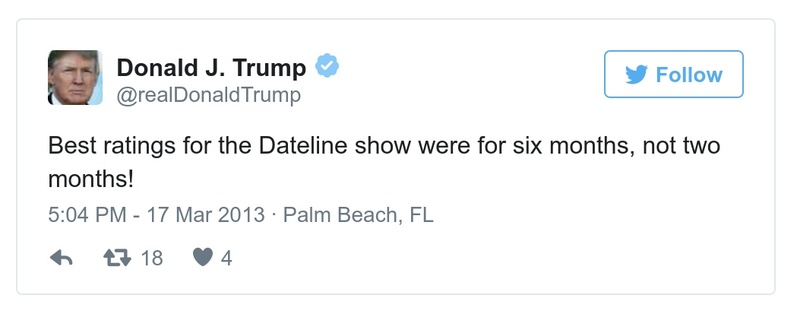 Donald J. Trump
@realDonaldTrump
Follow
Best ratings for the Dateline show were for six months, not two
months!
5:04 PM - 17 Mar 2013 · Palm Beach, FL
18 4